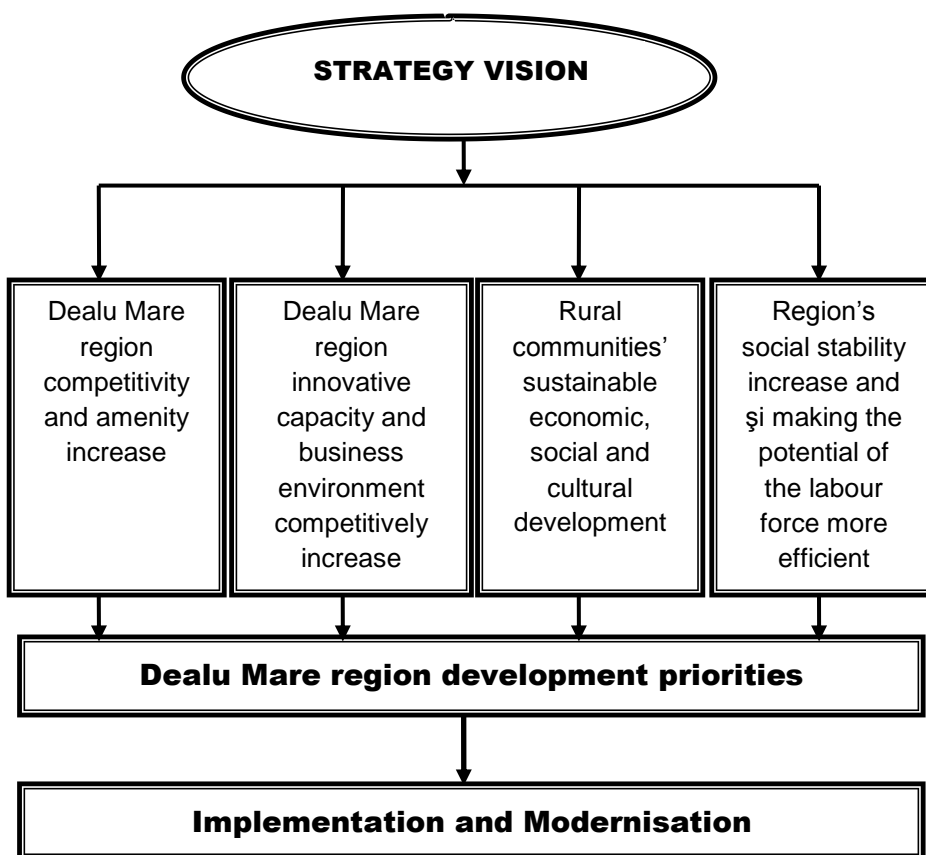 STRATEGY VISION
Dealu Mare
region
competitivity
and amenity
increase
Dealu Mare
region
innovative
capacity and
business
environment
competitively
increase
Rural
communities’
sustainable
economic,
social and
cultural
development
Region’s
social stability
increase and
şi making the
potential of
the labour
force more
efficient
Dealu Mare region development priorities
Implementation and Modernisation